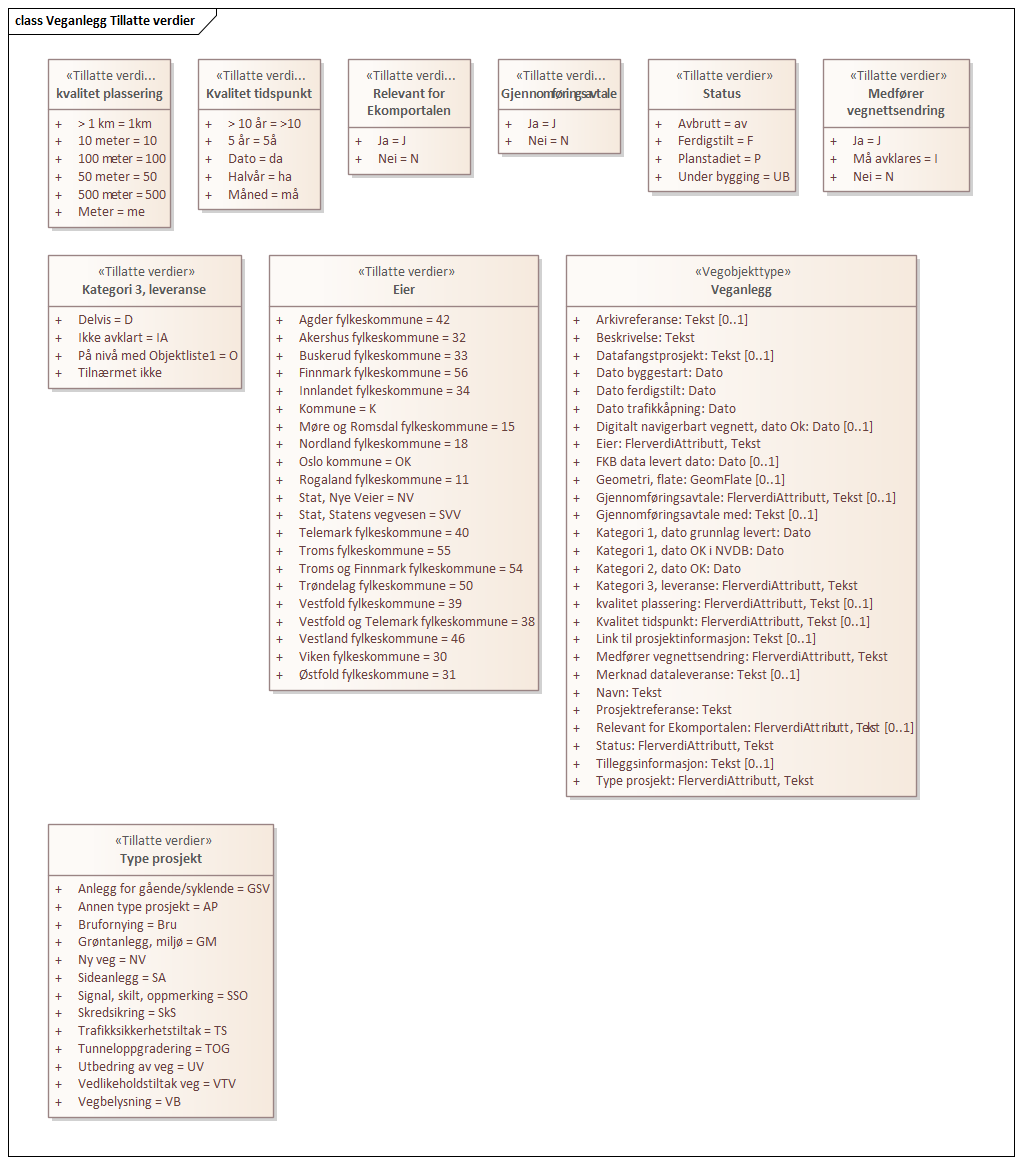 class Veganlegg Tillatte verdier
«Tillatte verdi...
kvalitet plassering
+ > 1 km = 1km
+ 10 meter = 10
+ 100 meter = 100
+ 50 meter = 50
+ 500 meter = 500
+ Meter = me
«Tillatte verdi...
Kvalitet tidspunkt
+ > 10 år = >10
+ 5 år = 5å
+ Dato = da
+ Halvår = ha
+ Måned = må
«Tillatte verdi...
Relevant for
Ekomportalen
+ Ja = J
+ Nei = N
«Tillatte verdi...
Gjennomføringsavtale
+ Ja = J
+ Nei = N
«Tillatte verdier»
Status
+ Avbrutt = av
+ Ferdigstilt = F
+ Planstadiet = P
+ Under bygging = UB
«Tillatte verdier»
Medfører
vegnettsendring
+ Ja = J
+ Må avklares = I
+ Nei = N
«Tillatte verdier»
Kategori 3, leveranse
+ Delvis = D
+ Ikke avklart = IA
+ På nivå med Objektliste1 = O
+ Tilnærmet ikke
«Tillatte verdier»
Eier
+ Agder fylkeskommune = 42
+ Akershus fylkeskommune = 32
+ Buskerud fylkeskommune = 33
+ Finnmark fylkeskommune = 56
+ Innlandet fylkeskommune = 34
+ Kommune = K
+ Møre og Romsdal fylkeskommune = 15
+ Nordland fylkeskommune = 18
+ Oslo kommune = OK
+ Rogaland fylkeskommune = 11
+ Stat, Nye Veier = NV
+ Stat, Statens vegvesen = SVV
+ Telemark fylkeskommune = 40
+ Troms fylkeskommune = 55
+ Troms og Finnmark fylkeskommune = 54
+ Trøndelag fylkeskommune = 50
+ Vestfold fylkeskommune = 39
+ Vestfold og Telemark fylkeskommune = 38
+ Vestland fylkeskommune = 46
+ Viken fylkeskommune = 30
+ Østfold fylkeskommune = 31
«Vegobjekttype»
Veganlegg
+ Arkivreferanse: Tekst [0..1]
+ Beskrivelse: Tekst
+ Datafangstprosjekt: Tekst [0..1]
+ Dato byggestart: Dato
+ Dato ferdigstilt: Dato
+ Dato trafikkåpning: Dato
+ Digitalt navigerbart vegnett, dato Ok: Dato [0..1]
+ Eier: FlerverdiAttributt, Tekst
+ FKB data levert dato: Dato [0..1]
+ Geometri, flate: GeomFlate [0..1]
+ Gjennomføringsavtale: FlerverdiAttributt, Tekst [0..1]
+ Gjennomføringsavtale med: Tekst [0..1]
+ Kategori 1, dato grunnlag levert: Dato
+ Kategori 1, dato OK i NVDB: Dato
+ Kategori 2, dato OK: Dato
+ Kategori 3, leveranse: FlerverdiAttributt, Tekst
+ kvalitet plassering: FlerverdiAttributt, Tekst [0..1]
+ Kvalitet tidspunkt: FlerverdiAttributt, Tekst [0..1]
+ Link til prosjektinformasjon: Tekst [0..1]
+ Medfører vegnettsendring: FlerverdiAttributt, Tekst
+ Merknad dataleveranse: Tekst [0..1]
+ Navn: Tekst
+ Prosjektreferanse: Tekst
+ Relevant for Ekomportalen: FlerverdiAttributt, Tekst [0..1]
+ Status: FlerverdiAttributt, Tekst
+ Tilleggsinformasjon: Tekst [0..1]
+ Type prosjekt: FlerverdiAttributt, Tekst
«Tillatte verdier»
Type prosjekt
+ Anlegg for gående/syklende = GSV
+ Annen type prosjekt = AP
+ Brufornying = Bru
+ Grøntanlegg, miljø = GM
+ Ny veg = NV
+ Sideanlegg = SA
+ Signal, skilt, oppmerking = SSO
+ Skredsikring = SkS
+ Trafikksikkerhetstiltak = TS
+ Tunneloppgradering = TOG
+ Utbedring av veg = UV
+ Vedlikeholdstiltak veg = VTV
+ Vegbelysning = VB